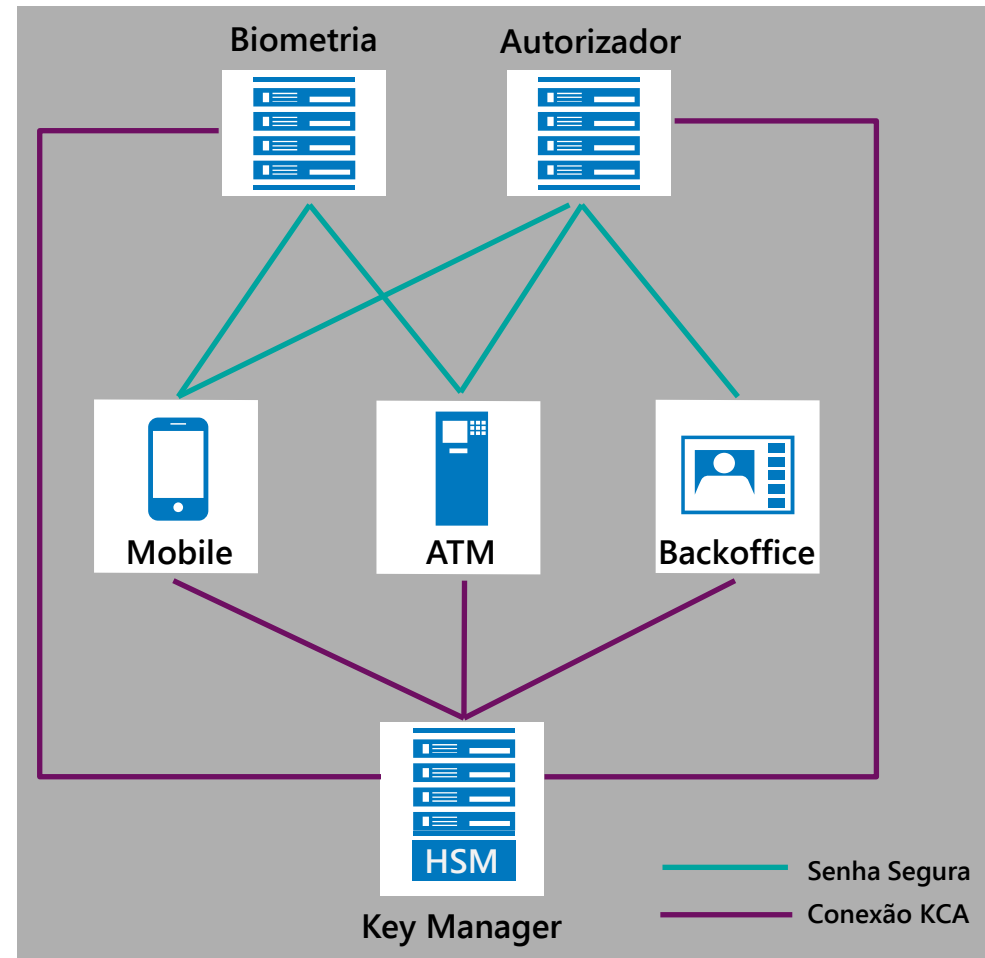 Biometria
Autorizador
Mobile
ATM
Backoffice
HSM
Key Manager
Senha Segura
Conexão KCA